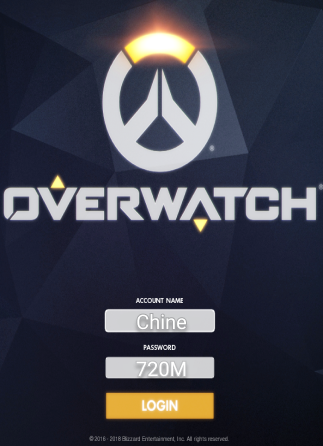 OVERWATCH®
ACCOUNT NAME
Chine
PASSWORD
720M
LOGIN
© 2016 - 2018 Blizzard Entertainment, Inc. All rights reserved.